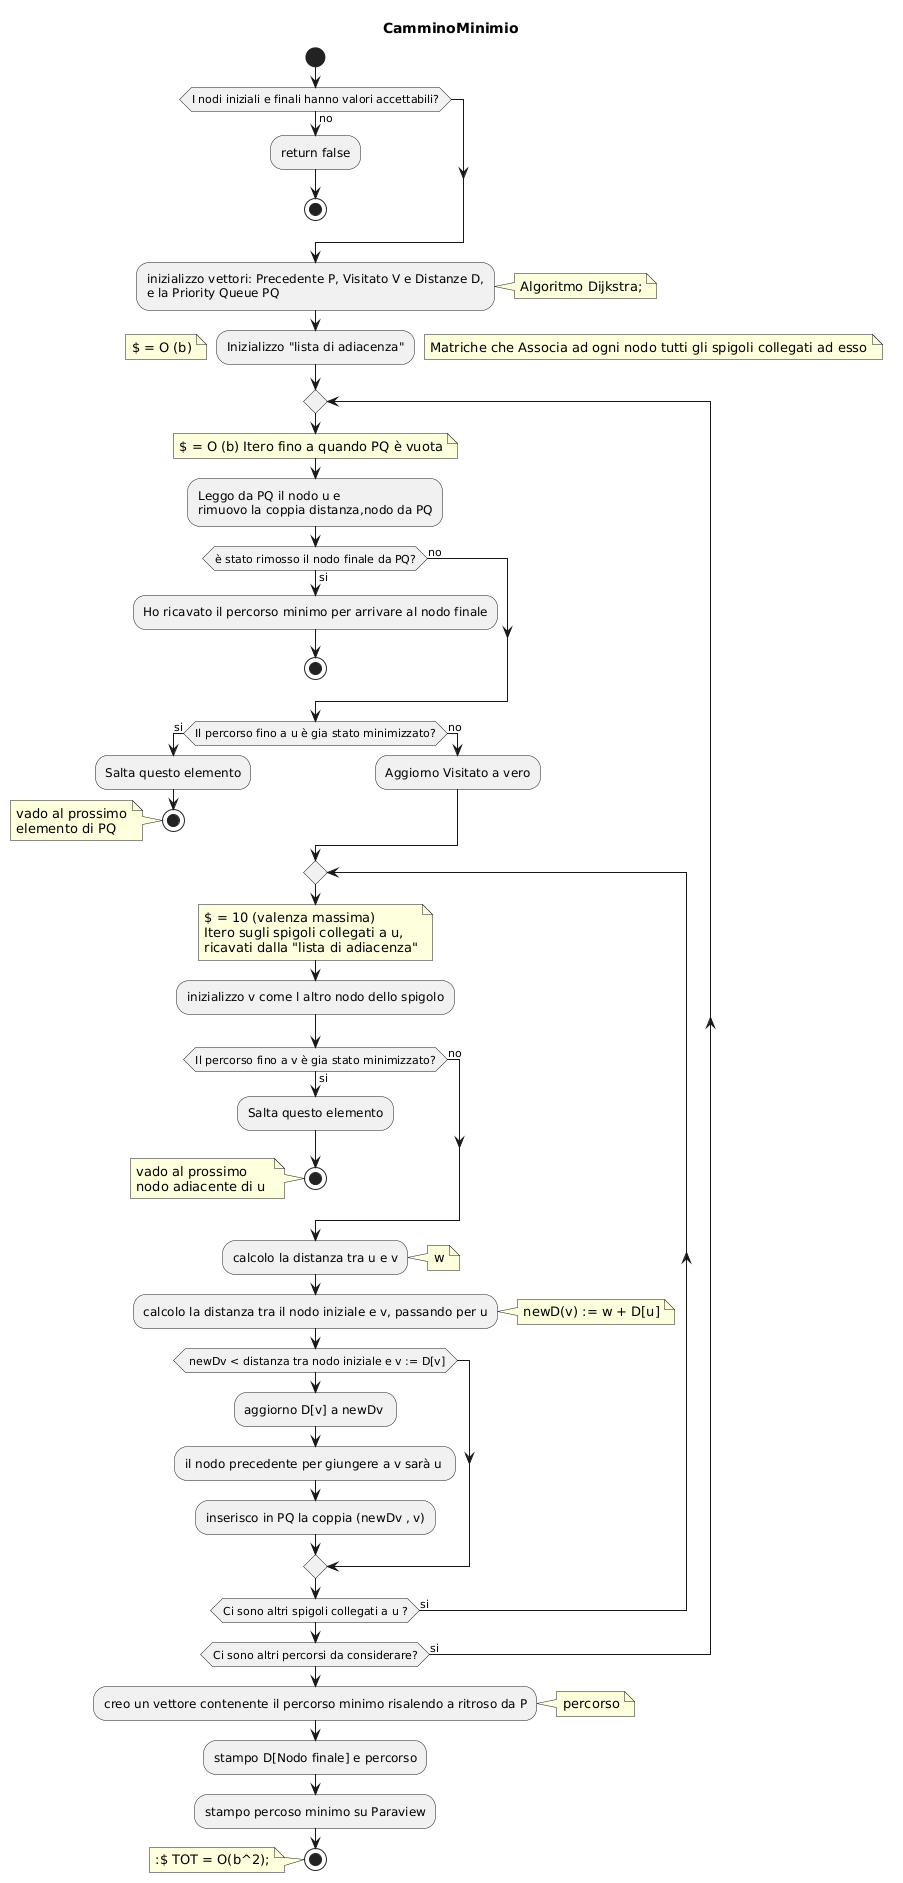 CamminoMinimio
I nodi iniziali e finali hanno valori accettabili?
no
return false
inizializzo vettori: Precedente P, Visitato V e Distanze D,
e la Priority Queue PQ
Algoritmo Dijkstra;
$ = O (b)
Inizializzo "lista di adiacenza"
Matriche che Associa ad ogni nodo tutti gli spigoli collegati ad esso
$ = O (b) Itero fino a quando PQ è vuota
Leggo da PQ il nodo u e
rimuovo la coppia distanza,nodo da PQ
è stato rimosso il nodo finale da PQ?
no
si
Ho ricavato il percorso minimo per arrivare al nodo finale
si
Il percorso fino a u è gia stato minimizzato?
no
Salta questo elemento
Aggiorno Visitato a vero
vado al prossimo
elemento di PQ
$ = 10 (valenza massima)
Itero sugli spigoli collegati a u,
ricavati dalla "lista di adiacenza"
inizializzo v come l altro nodo dello spigolo
Il percorso fino a v è gia stato minimizzato?
no
si
Salta questo elemento
vado al prossimo
nodo adiacente di u
calcolo la distanza tra u e v
w
calcolo la distanza tra il nodo iniziale e v, passando per u
newD(v) := w + D[u]
newDv < distanza tra nodo iniziale e v := D[v]
aggiorno D[v] a newDv
il nodo precedente per giungere a v sarà u
inserisco in PQ la coppia (newDv , v)
Ci sono altri spigoli collegati a u ?
si
Ci sono altri percorsi da considerare?
si
creo un vettore contenente il percorso minimo risalendo a ritroso da P
percorso
stampo D[Nodo finale] e percorso
stampo percoso minimo su Paraview
:$ TOT = O(b^2);